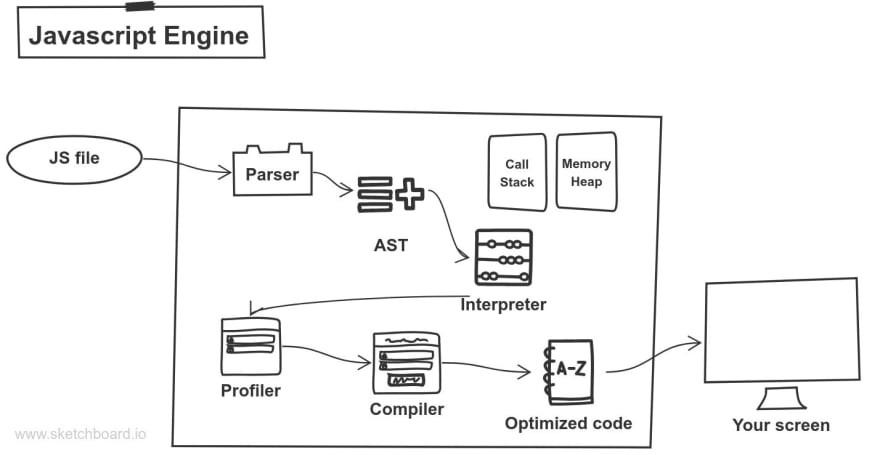 Javascript Engine
JS file
Parser
Call
Stack
Memory
Heap
AST
Interpreter
Profiler
Compiler
A-Z
Optimized code
Your screen
www.sketchboard.io